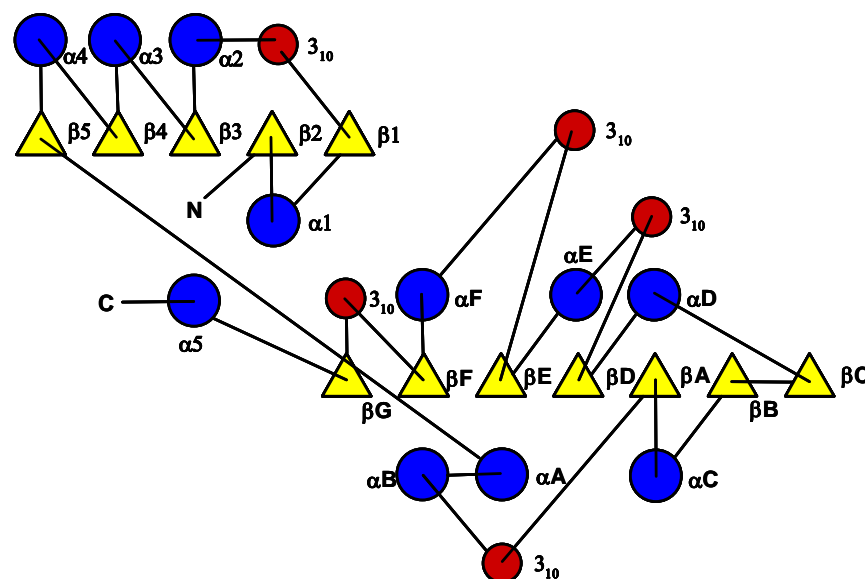 α4 α3 α2 3₁₀
β5 β4 β3 β2 β1
3₁₀
N α1 3₁₀
αE
C 3₁₀ αF αD
α5
βF βE βD βA βC
βG βB
αB αA αC
3₁₀